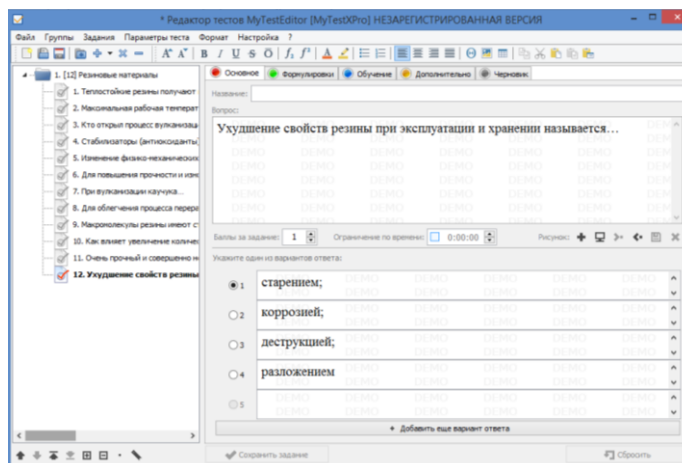 * Редактор тестов MyTestEditor [MyTestXPro] НЕЗАРЕГИСТРИРОВАННАЯ ВЕРСИЯ
Файл Группы Задания Параметры теста Формат Настройка ?
1. [12] Резиновые материалы
1. Теплостойкие резины получают
2. Максимальная рабочая температ
3. Кто открыл процесс вулканизац
4. Стабилизаторы (антиоксиданты)
5. Изменение физико-механических
6. Для повышения прочности и изн
7. При вулканизации каучука...
8. Для облегчения процесса перера
9. Макромолекулы резины имеют с
10. Как влияет увеличение количес
11. Очень прочный и совершенно н
12. Ухудшение свойств резины
Основное Формулировки Обучение Дополнительно Черновик
Название:
Вопрос:
Ухудшение свойств резины при эксплуатации и хранении называется…
Баллы за задание: 1 Ограничение по времени: 0:00:00 Рисунок:
Укажите один из вариантов ответа:
1 старением;
2 коррозией;
3 деструкцией;
4 разложением
5
+ Добавить еще вариант ответа
Сохранить задание Сбросить